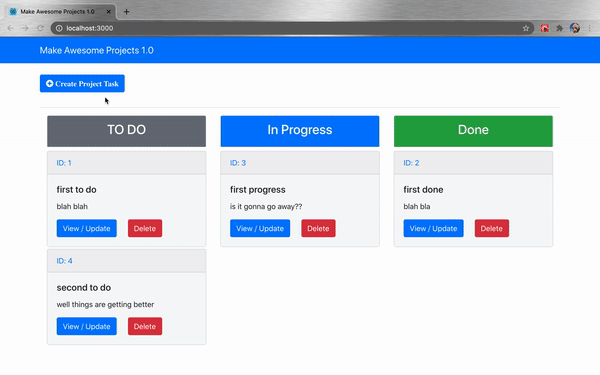 Make Awesome Projects 1.0
localhost:3000
Make Awesome Projects 1.0
Create Project Task
TO DO
ID: 1
first to do
blah blah
View / Update Delete
ID: 4
second to do
well things are getting better
View / Update Delete
In Progress
ID: 3
first progress
is it gonna go away??
View / Update Delete
Done
ID: 2
first done
blah bla
View / Update Delete